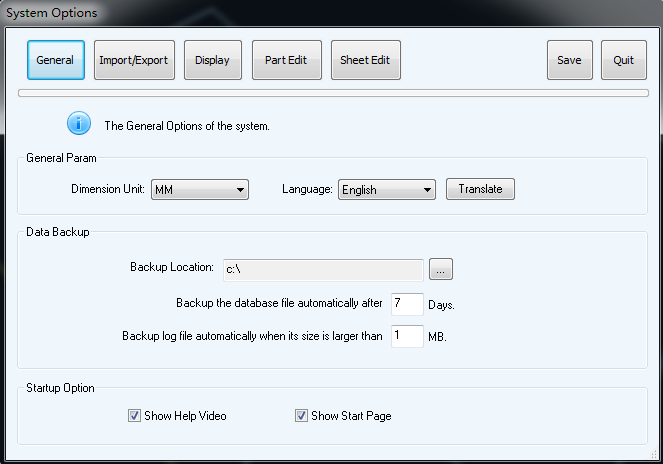 System Options
General Import/Export Display Part Edit Sheet Edit Save Quit
The General Options of the system.
General Param
Dimension Unit: MM Language: English Translate
Data Backup
Backup Location: c:\ ...
Backup the database file automatically after 7 Days.
Backup log file automatically when its size is larger than 1 MB.
Startup Option
Show Help Video Show Start Page